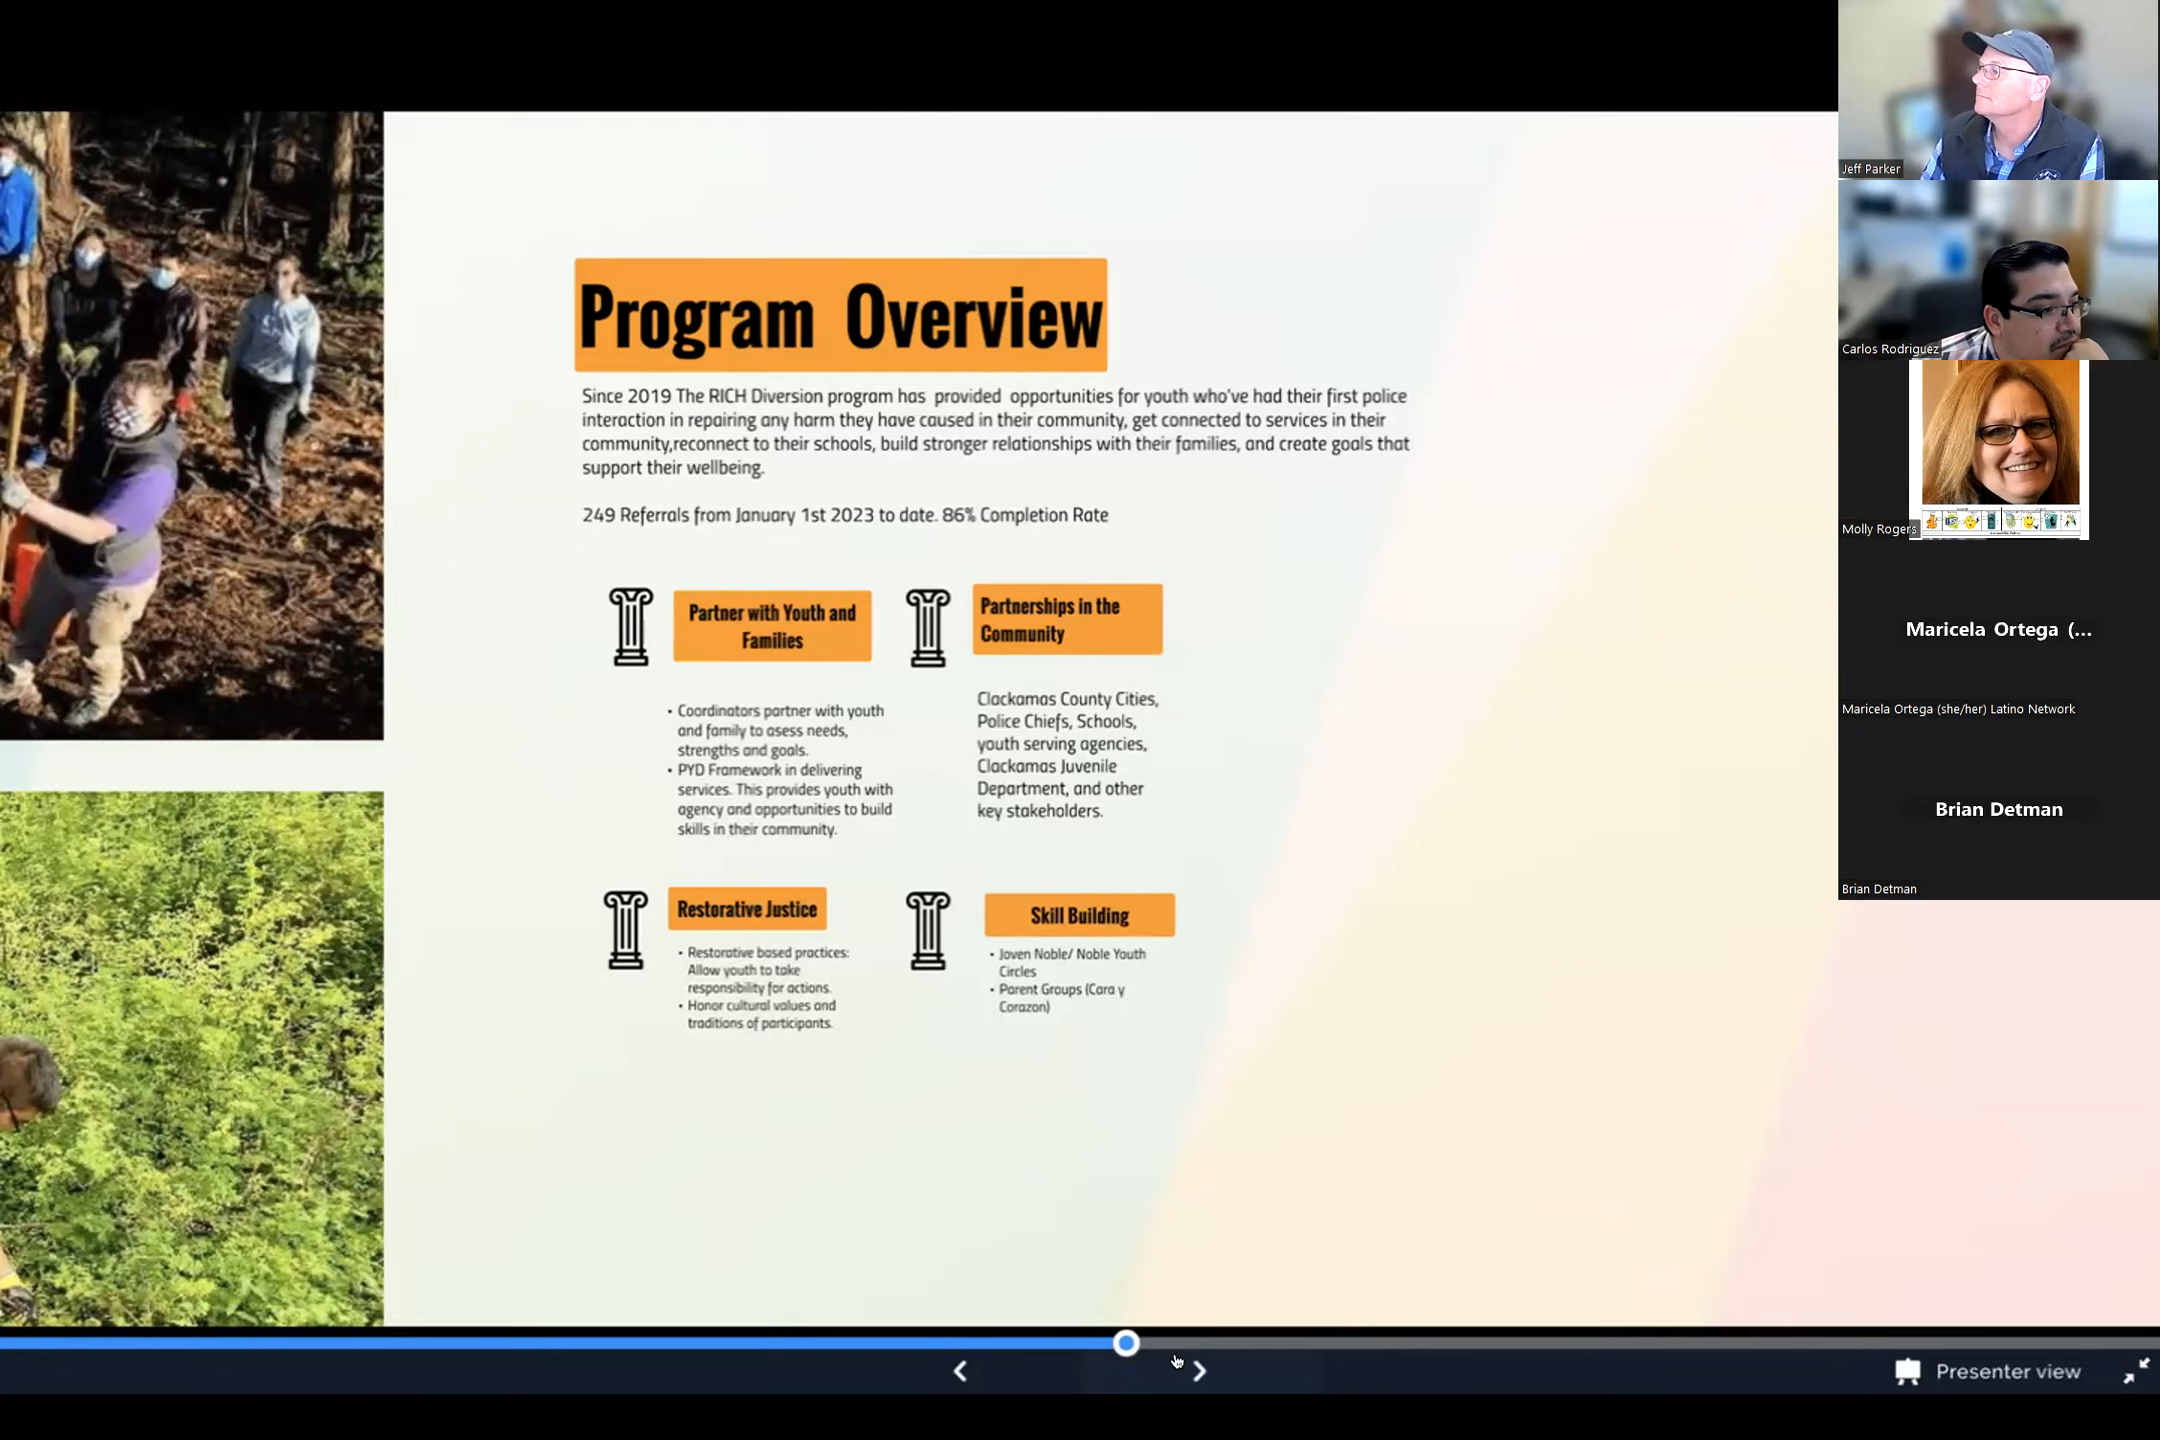 Program Overview
Since 2019 The RICH Diversion program has provided opportunities for youth who've had their first police
interaction in repairing any harm they have caused in their community, get connected to services in their
community,reconnect to their schools, build stronger relationships with their families, and create goals that
support their wellbeing.
249 Referrals from January 1st 2023 to date. 86% Completion Rate
Partner with Youth and
Families
• Coordinators partner with youth
and family to asess needs,
strengths and goals.
• PYD Framework in delivering
services. This provides youth with
agency and opportunities to build
skills in their community.
Partnerships in the
Community
Clackamas County Cities,
Police Chiefs, Schools,
youth serving agencies,
Clackamas Juvenile
Department, and other
key stakeholders.
Restorative Justice
• Restorative based practices:
Allow youth to take
responsibility for actions.
• Honor cultural values and
traditions of participants.
Skill Building
• Joven Noble/ Noble Youth
Circles
• Parent Groups (Cara y
Corazon)
Jeff Parker
Carlos Rodriguez
Molly Rogers
Maricela Ortega (...
Maricela Ortega (she/her) Latino Network
Brian Detman
Brian Detman
Presenter view